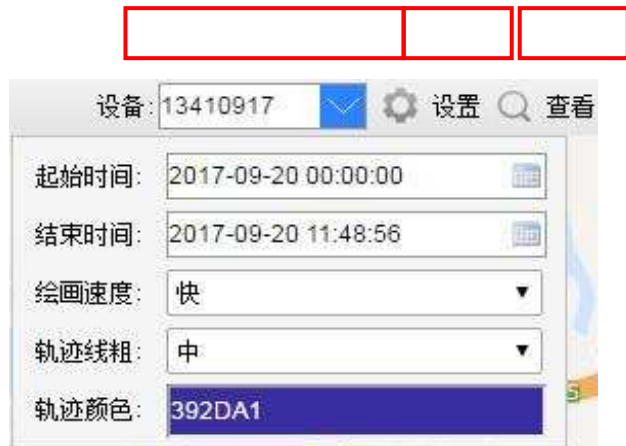 设备: 13410917 设置 查看
起始时间: 2017-09-20 00:00:00
结束时间: 2017-09-20 11:48:56
绘画速度: 快
轨迹线粗: 中
轨迹颜色: 392DA1